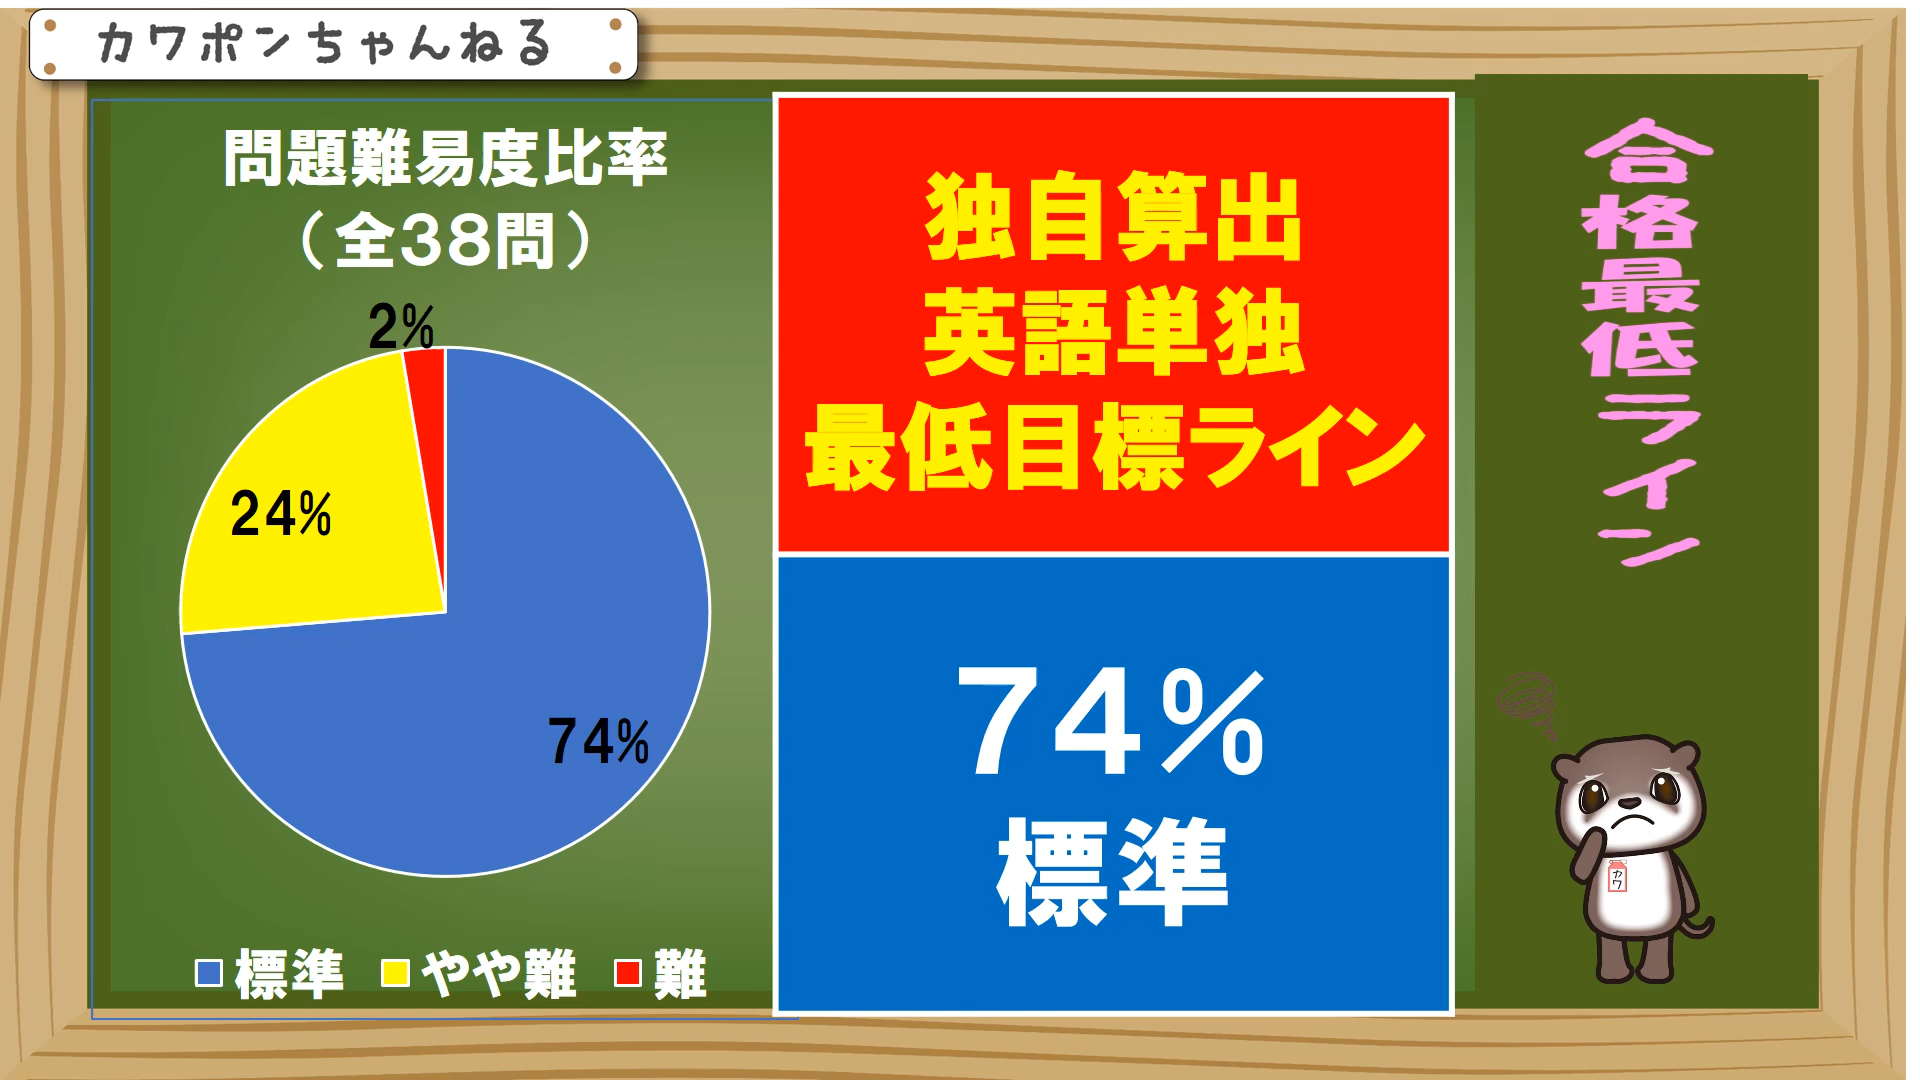 カワポンちゃんねる
問題難易度比率
（全38問）
2%
24%
74%
標準 やや難 難
独自算出
英語単独
最低目標ライン
74%
標準
合格最低ライン
カワ